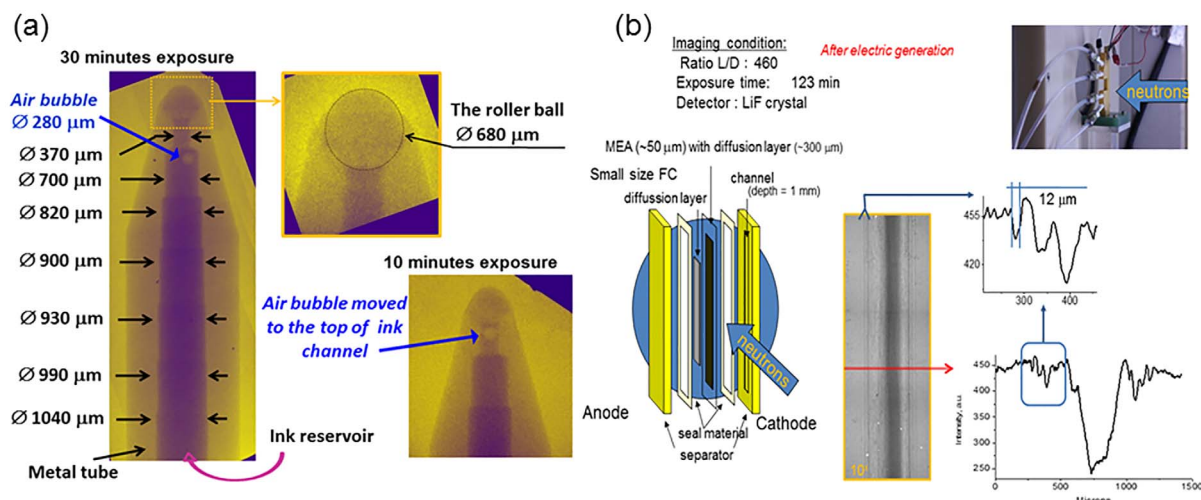 (a)
30 minutes exposure
Air bubble
Ø 280 μm
Ø 370 μm
Ø 700 μm
Ø 820 μm
Ø 900 μm
Ø 930 μm
Ø 990 μm
Ø 1040 μm
Metal tube
The roller ball
Ø 680 μm
10 minutes exposure
Air bubble moved
to the top of ink
channel
Ink reservoir
(b)
Imaging condition:
Ratio L/D : 460
Exposure time: 123 min
Detector : LiF crystal
After electric generation
neutrons
MEA (~50 μm) with diffusion layer (~300 μm)
Small size FC
diffusion layer
channel
(depth = 1 mm)
neutrons
Anode
Cathode
seal material
separator
12 μm
455
420
200
300
400
Intensity, a.u.
450
400
350
300
250
0
500
1000
1500